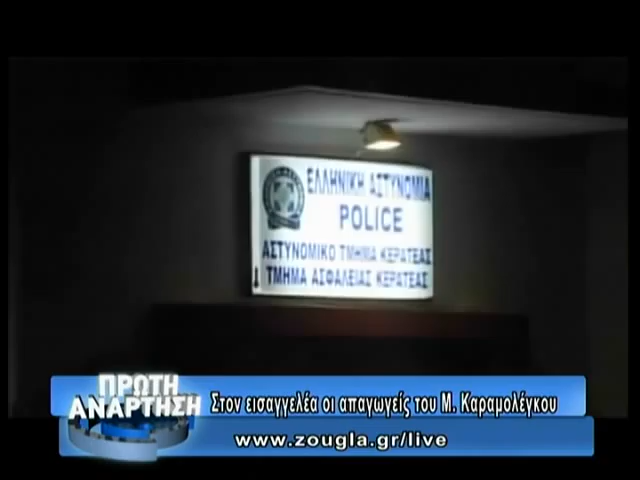 ΕΛΛΗΝΙΚΗ ΑΣΤΥΝΟΜΙΑ
POLICE
ΑΣΤΥΝΟΜΙΚΟ ΤΜΗΜΑ ΚΕΡΑΤΕΑΣ
ΤΜΗΜΑ ΑΣΦΑΛΕΙΑΣ ΚΕΡΑΤΕΑΣ
ΠΡΩΤΗ
ΑΝΑΡΤΗΣΗ
Στον εισαγγελέα οι απαγωγείς του Μ. Καραμολέγκου
www.zougla.gr/live